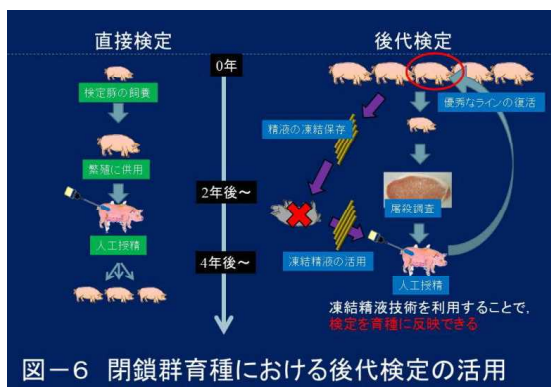 直接検定
後代検定
0年
検定豚の飼養
優秀なラインの復活
精液の凍結保存
繁殖に供用
2年後～
屠殺調査
人工授精
4年後～
凍結精液の活用
人工授精
凍結精液技術を利用することで,
検定を育種に反映できる
図－6 閉鎖群育種における後代検定の活用